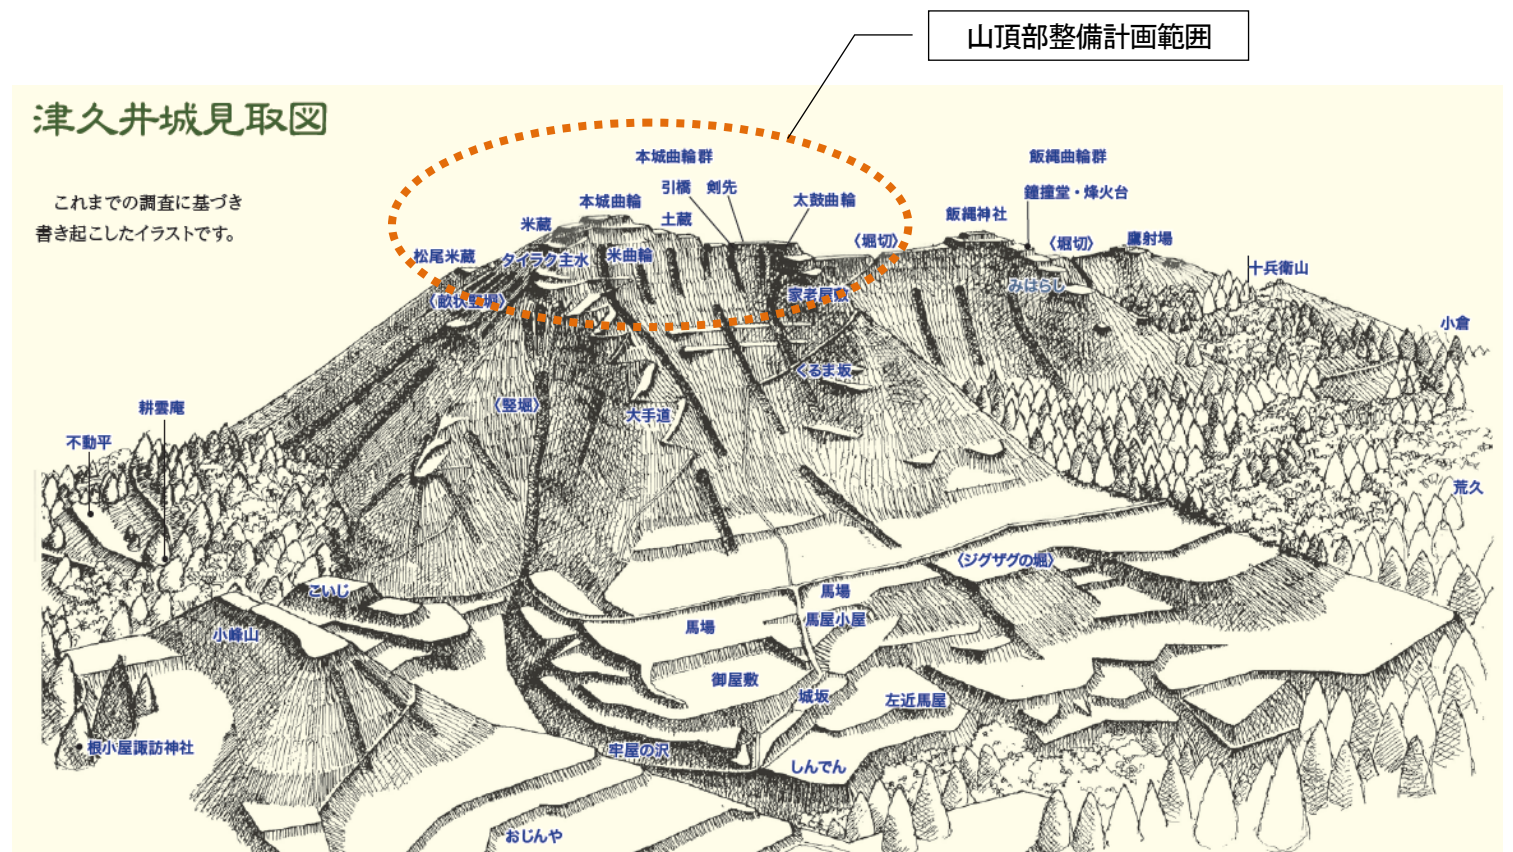 山頂部整備計画範囲
津久井城見取図
これまでの調査に基づき
書き起こしたイラストです。
本城曲輪群
飯縄曲輪群
引橋
剣先
鐘撞堂・烽火台
本城曲輪
太鼓曲輪
米蔵
土蔵
飯縄神社
〈堀切〉
〈堀切〉
鷹射場
松尾米蔵
タイラク主水
米曲輪
十兵衛山
みはらし
家老屋敷
〈畝状竪堀〉
小倉
くるま坂
〈竪堀〉
大手道
耕雲庵
不動平
荒久
〈ジグザグの堀〉
こいじ
馬場
馬屋小屋
馬場
小峰山
御屋敷
城坂
左近馬屋
根小屋諏訪神社
牢屋の沢
しんでん
おじんや